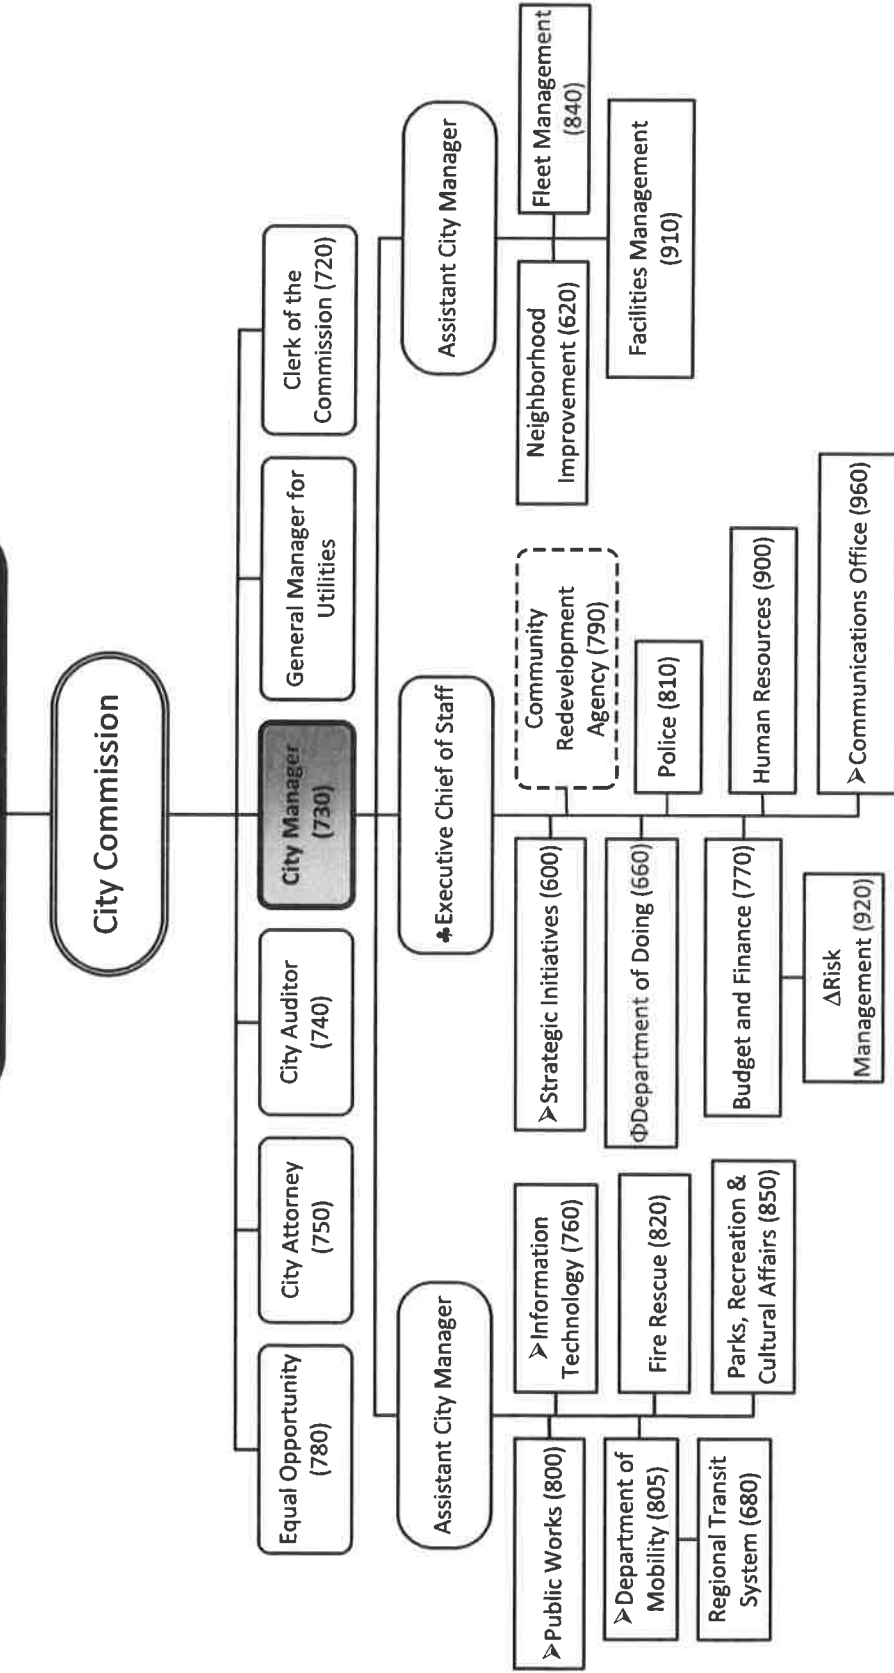 City Commission
Equal Opportunity
(780)
City Attorney
(750)
City Auditor
(740)
City Manager
(730)
General Manager for
Utilities
Clerk of the
Commission (720)
Assistant City Manager
♣Executive Chief of Staff
Assistant City Manager
➢Public Works (800)
➢Information
Technology (760)
➢Department of
Mobility (805)
Fire Rescue (820)
Regional Transit
System (680)
Parks, Recreation &
Cultural Affairs (850)
➢Strategic Initiatives (600)
Community
Redevelopment
Agency (790)
ΦDepartment of Doing (660)
Police (810)
Budget and Finance (770)
Human Resources (900)
ΔRisk
Management (920)
➢Communications Office (960)
Neighborhood
Improvement (620)
Fleet Management
(840)
Facilities Management
(910)